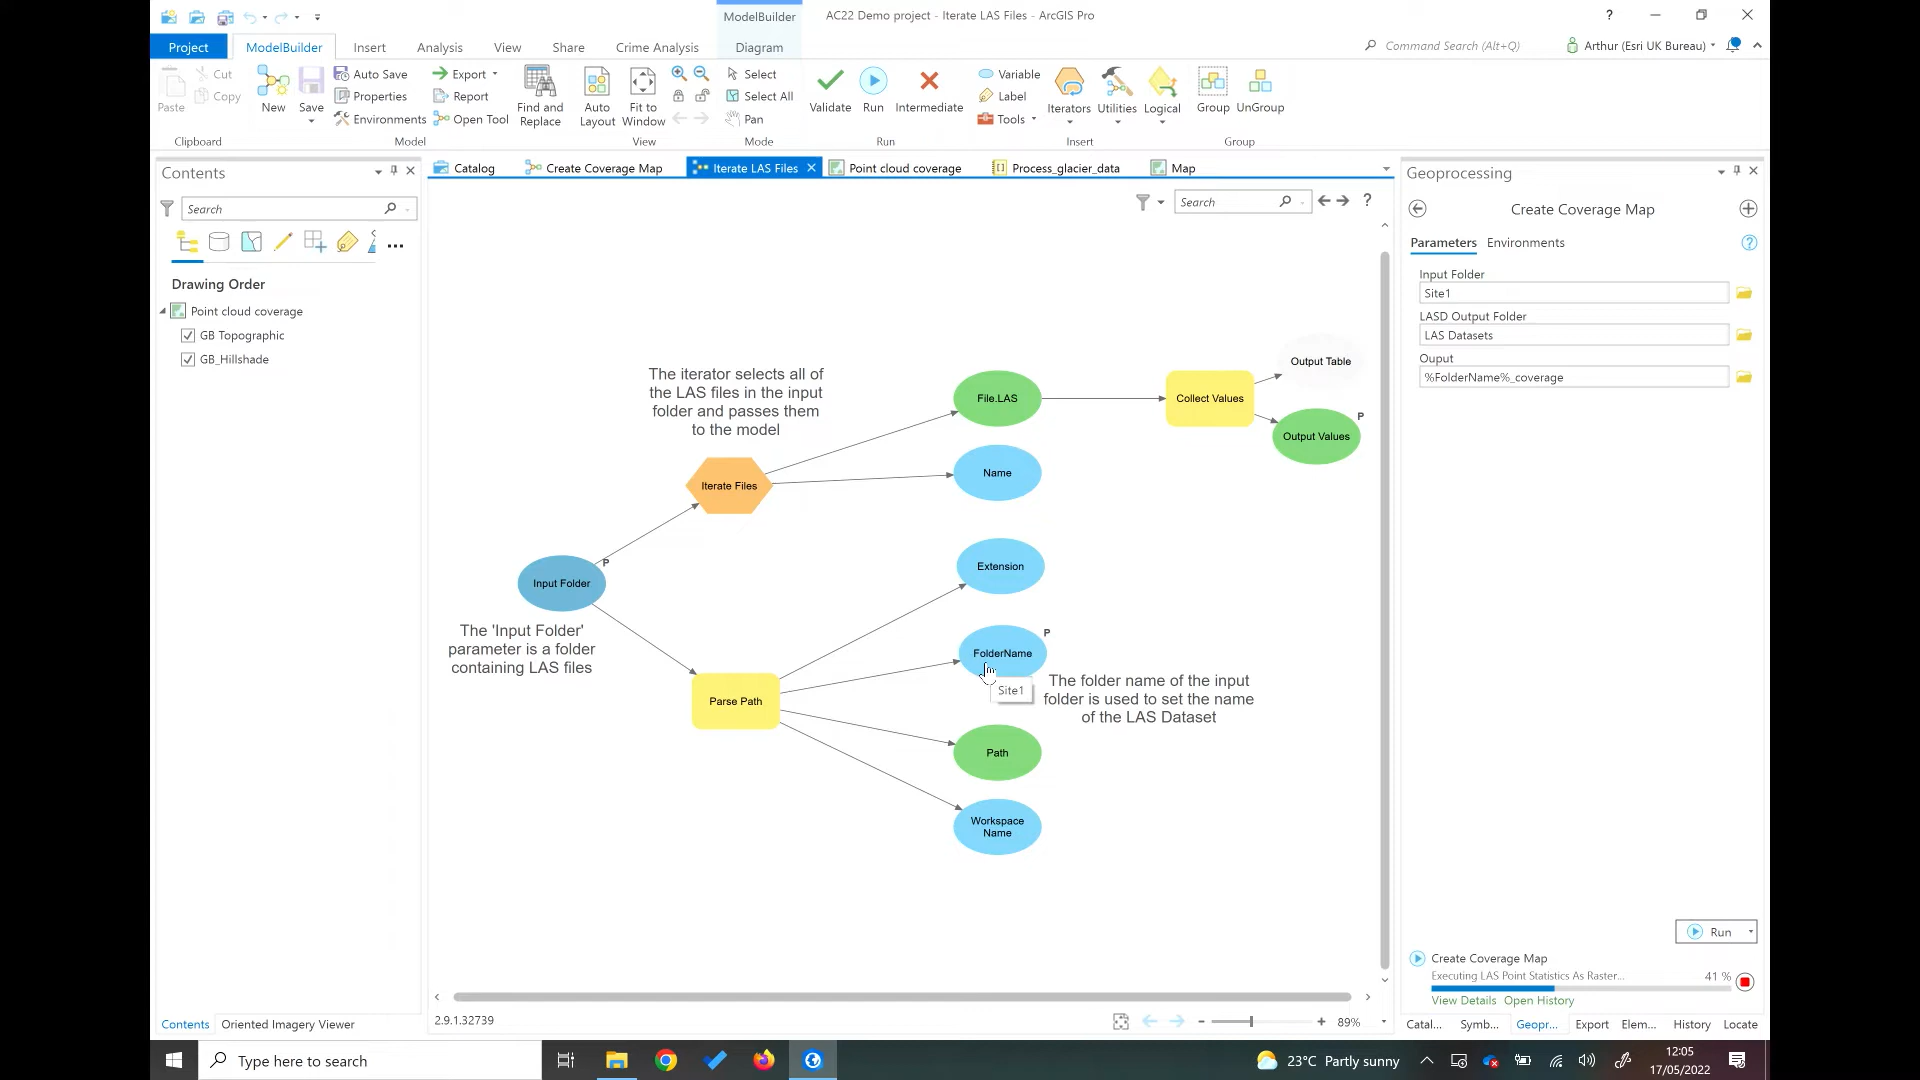 ModelBuilder
AC22 Demo project - Iterate LAS Files - ArcGIS Pro
?
Project
ModelBuilder
Insert
Analysis
View
Share
Crime Analysis
Diagram
Command Search (Alt+Q)
Arthur (Esri UK Bureau)
Paste
Cut
Copy
Clipboard
New
Save
Auto Save
Properties
Environments
Export
Report
Open Tool
Model
Find and
Replace
Auto
Layout
Fit to
Window
View
Select
Select All
Pan
Mode
Validate
Run
Intermediate
Run
Variable
Label
Tools
Iterators
Utilities
Logical
Insert
Group
UnGroup
Group
Contents
Search
Drawing Order
Point cloud coverage
GB Topographic
GB_Hillshade
Contents
Oriented Imagery Viewer
Catalog
Create Coverage Map
Iterate LAS Files
Point cloud coverage
Process_glacier_data
Map
Search
?
The iterator selects all of
the LAS files in the input
folder and passes them
to the model
Iterate Files
File.LAS
Name
Collect Values
Output Table
Output Values
P
Input Folder
P
The 'Input Folder'
parameter is a folder
containing LAS files
Parse Path
Extension
FolderName
P
Site1
The folder name of the input
folder is used to set the name
of the LAS Dataset
Path
Workspace
Name
2.9.1.32739
89%
Geoprocessing
Create Coverage Map
Parameters
Environments
?
Input Folder
Site1
LASD Output Folder
LAS Datasets
Ouput
%FolderName%_coverage
Run
Create Coverage Map
Executing LAS Point Statistics As Raster...
41 %
View Details
Open History
Catal...
Symb...
Geopr...
Export
Elem...
History
Locate
Type here to search
23°C Partly sunny
12:05
17/05/2022